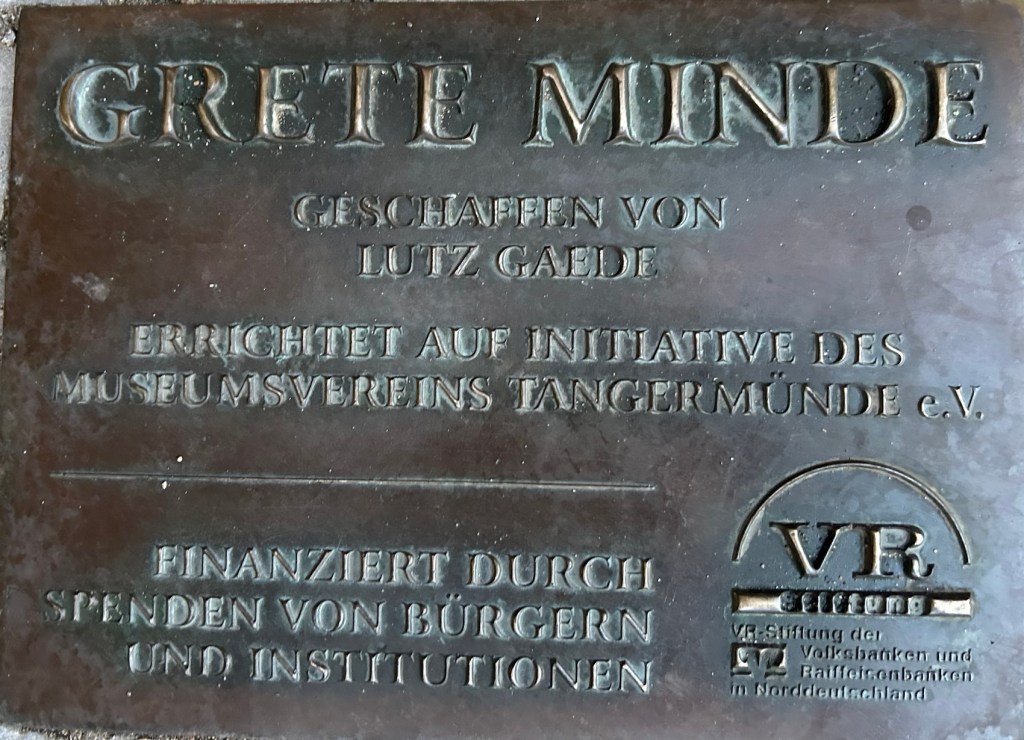 GRETE MINDE
GESCHAFFEN VON
LUTZ GAEDE
ERRICHTET AUF INITIATIVE DES
MUSEUMSVEREINS TANGERMÜNDE e.V.
FINANZIERT DURCH
SPENDEN VON BÜRGERN
UND INSTITUTIONEN
VR
Stiftung
VR-Stiftung der
Volksbanken und
Raiffeisenbanken
in Norddeutschland